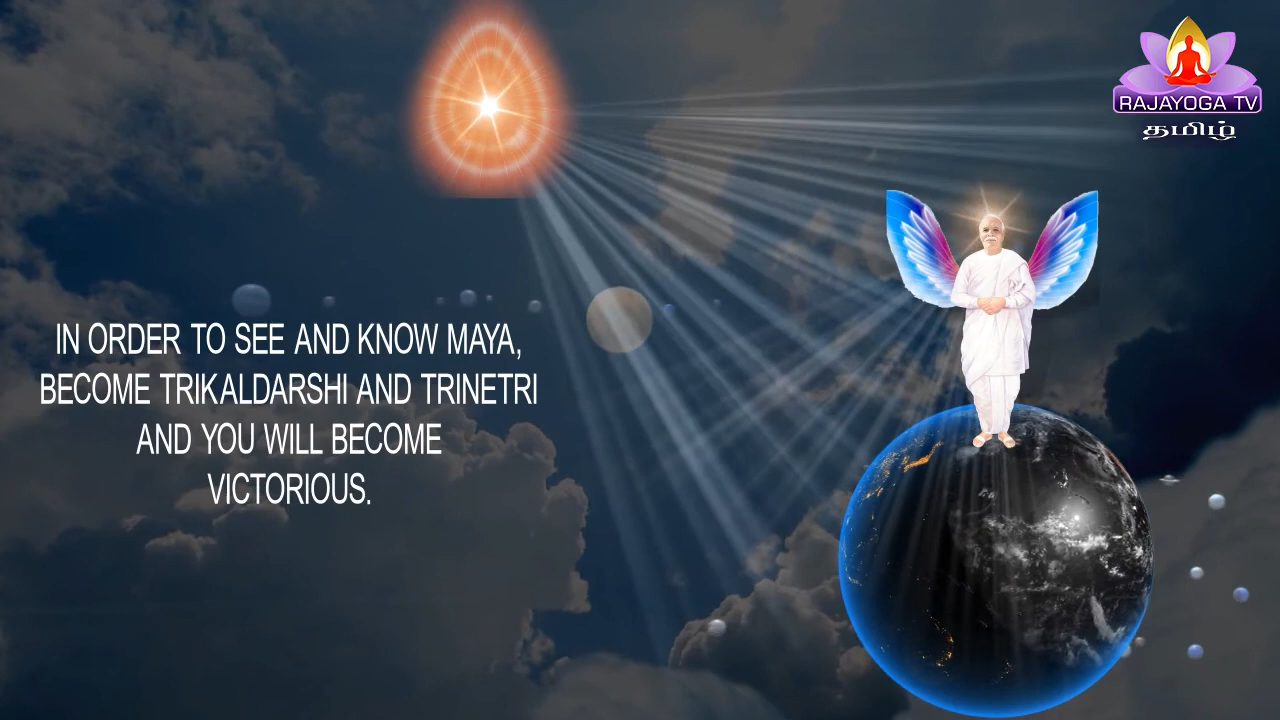 RAJAYOGA TV
தமிழ்
IN ORDER TO SEE AND KNOW MAYA,
BECOME TRIKALDARSHI AND TRINETRI
AND YOU WILL BECOME
VICTORIOUS.